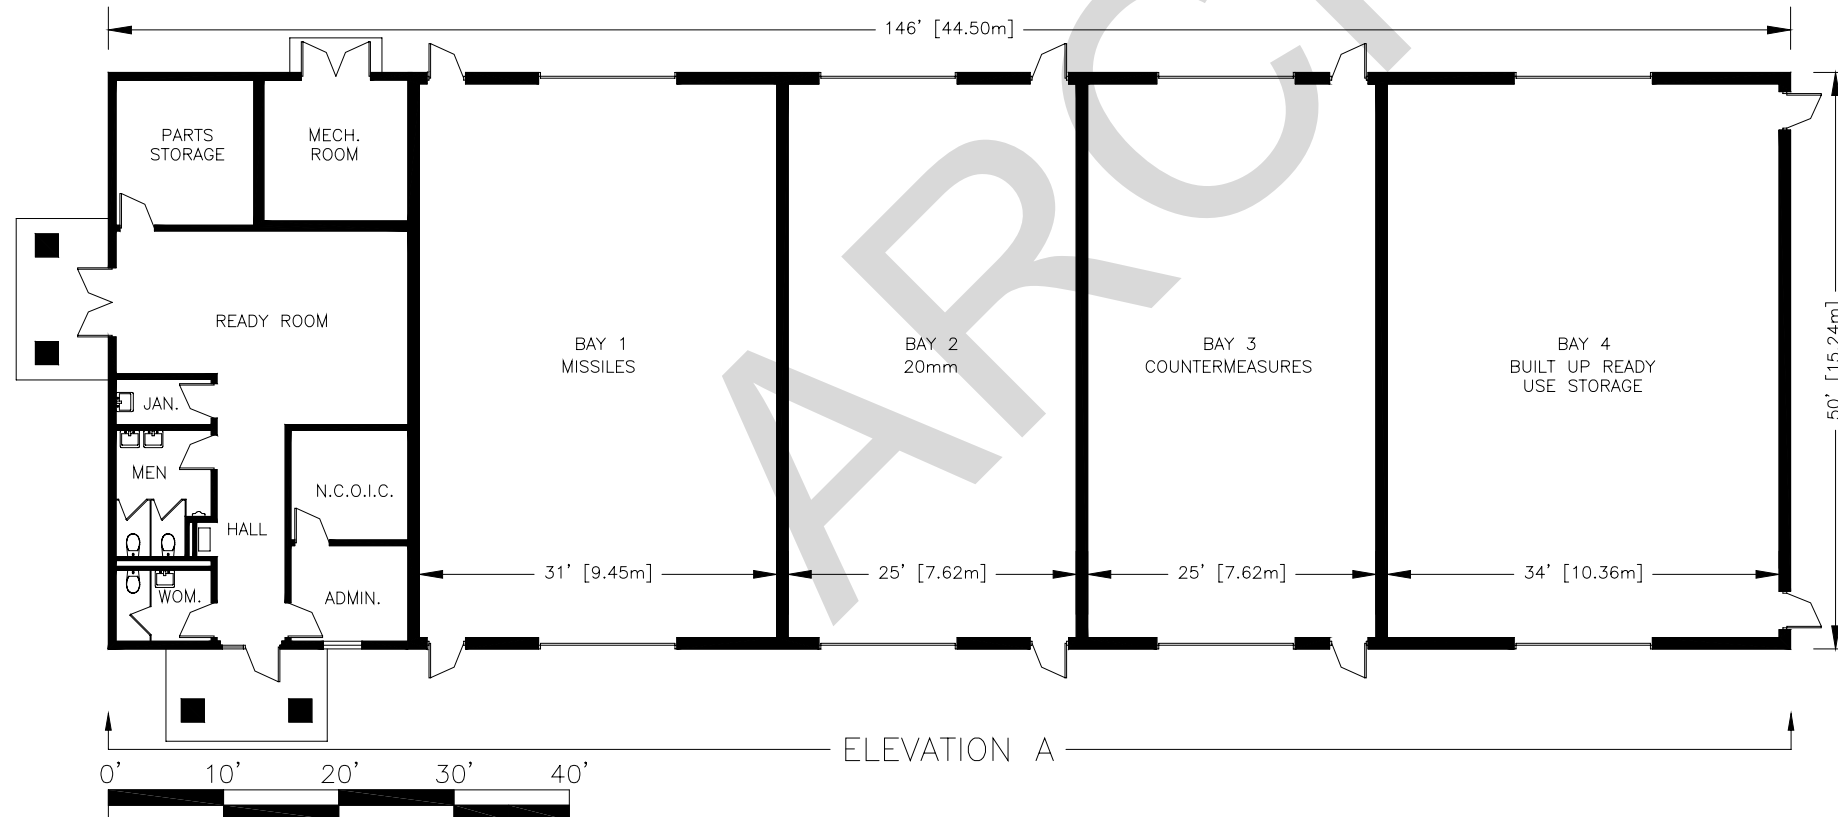 146' [44.50m]
PARTS
STORAGE
MECH.
ROOM
READY ROOM
BAY 1
MISSILES
BAY 2
20mm
BAY 3
COUNTERMEASURES
BAY 4
BUILT UP READY
USE STORAGE
50' [15.24m]
JAN.
MEN
N.C.O.I.C.
HALL
WOM.
ADMIN.
31' [9.45m]
25' [7.62m]
25' [7.62m]
34' [10.36m]
ELEVATION A
0' 10' 20' 30' 40'